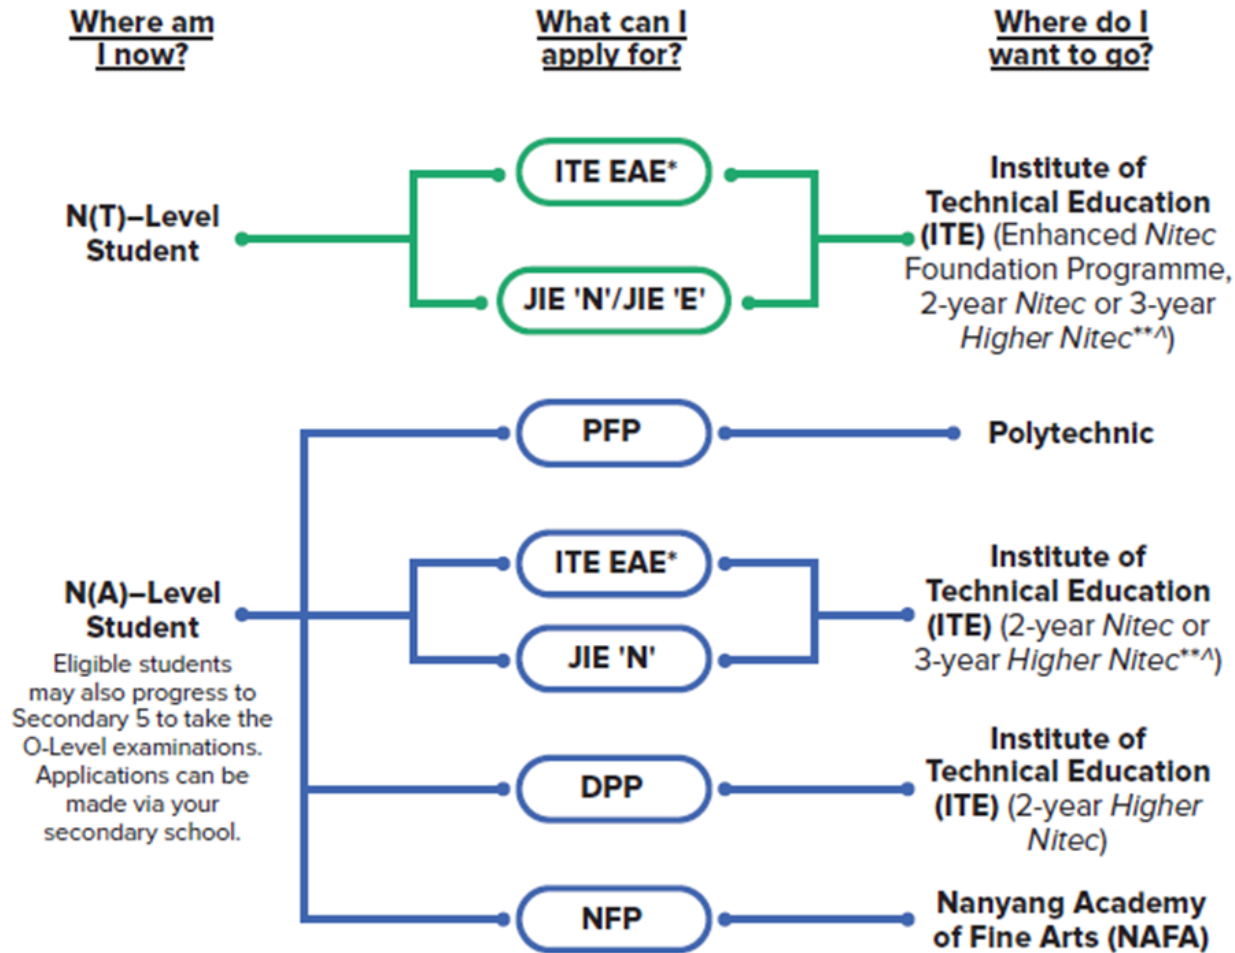 Where am
I now?
What can I
apply for?
Where do I
want to go?
N(T)–Level
Student
ITE EAE*
JIE 'N'/JIE 'E'
Institute of
Technical Education
(ITE) (Enhanced Nitec
Foundation Programme,
2-year Nitec or 3-year
Higher Nitec**^)
N(A)–Level
Student
Eligible students
may also progress to
Secondary 5 to take the
O-Level examinations.
Applications can be
made via your
secondary school.
PFP
Polytechnic
ITE EAE*
JIE 'N'
Institute of
Technical Education
(ITE) (2-year Nitec or
3-year Higher Nitec**^)
DPP
Institute of
Technical Education
(ITE) (2-year Higher
Nitec)
NFP
Nanyang Academy
of Fine Arts (NAFA)